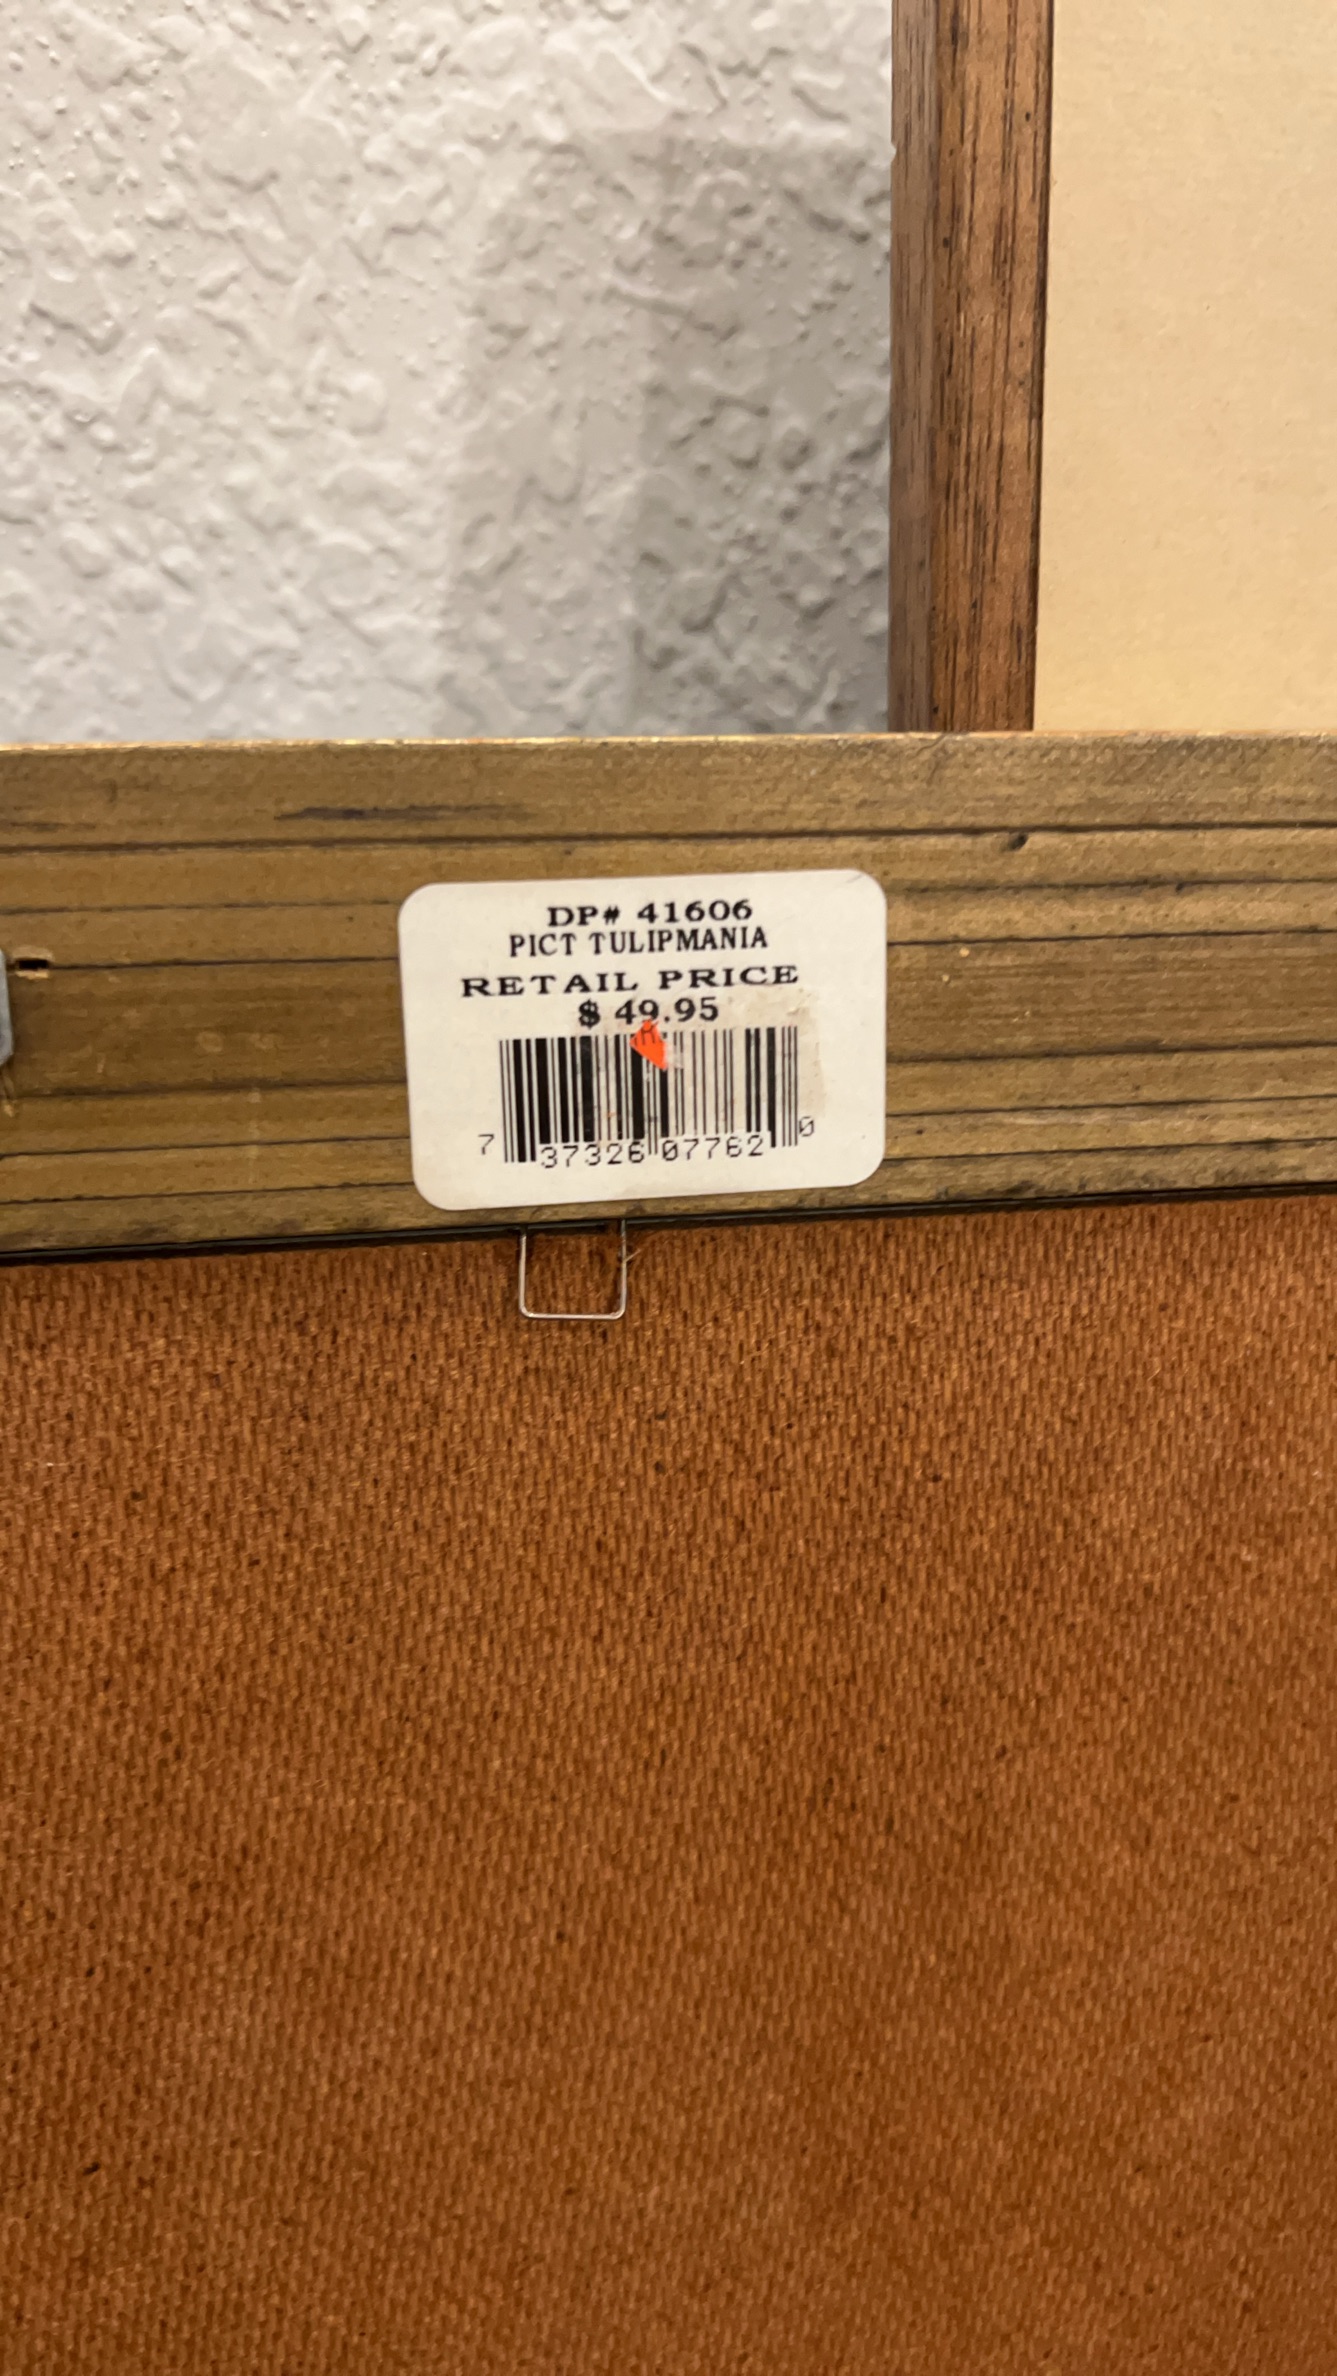 DP# 41606
PICT TULIPMANIA
RETAIL PRICE
$ 49.95
R
7 37326 07762 0